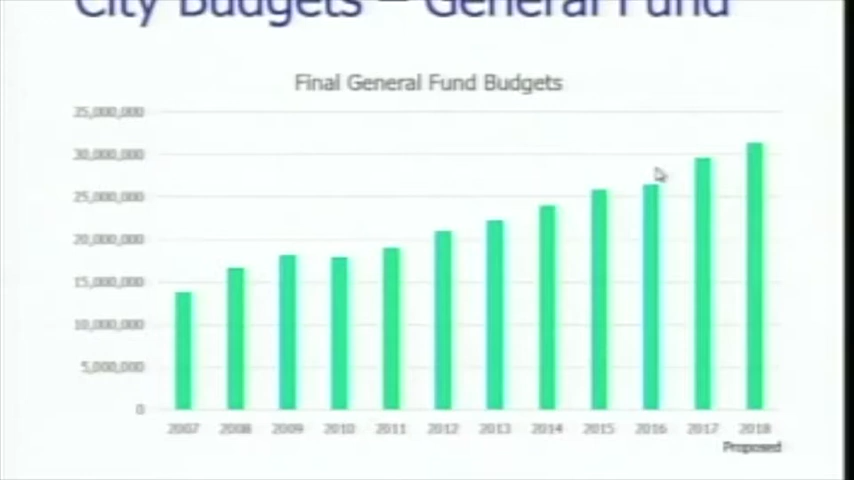 City Budgets – General Fund
Final General Fund Budgets
35,000,000
30,000,000
25,000,000
20,000,000
15,000,000
10,000,000
5,000,000
0
2007 2008 2009 2010 2011 2012 2013 2014 2015 2016 2017 2018
Proposed